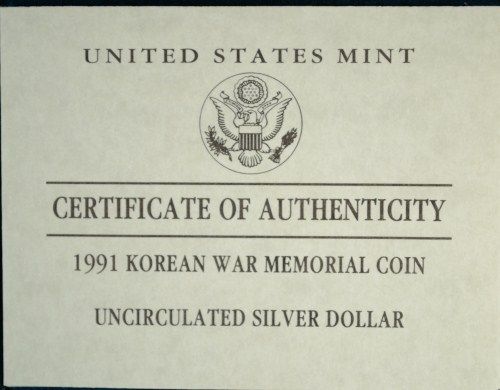 UNITED STATES MINT
CERTIFICATE OF AUTHENTICITY
1991 KOREAN WAR MEMORIAL COIN
UNCIRCULATED SILVER DOLLAR